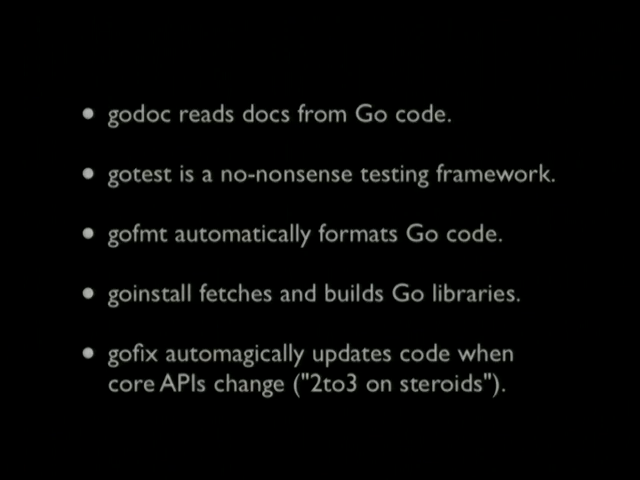 • godoc reads docs from Go code.
• gotest is a no-nonsense testing framework.
• gofmt automatically formats Go code.
• goinstall fetches and builds Go libraries.
• gofix automagically updates code when
core APIs change ("2to3 on steroids").